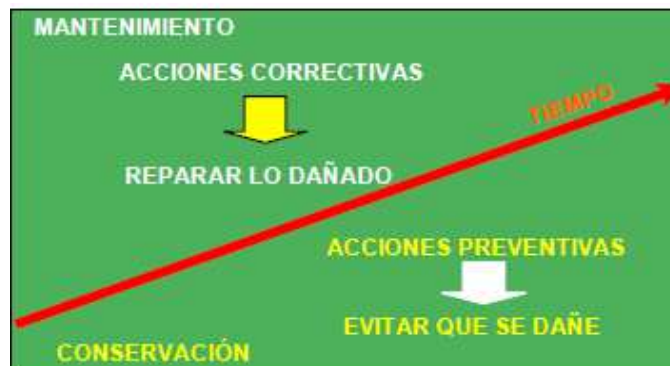 MANTENIMIENTO
ACCIONES CORRECTIVAS
TIEMPO
REPARAR LO DAÑADO
ACCIONES PREVENTIVAS
EVITAR QUE SE DAÑE
CONSERVACIÓN